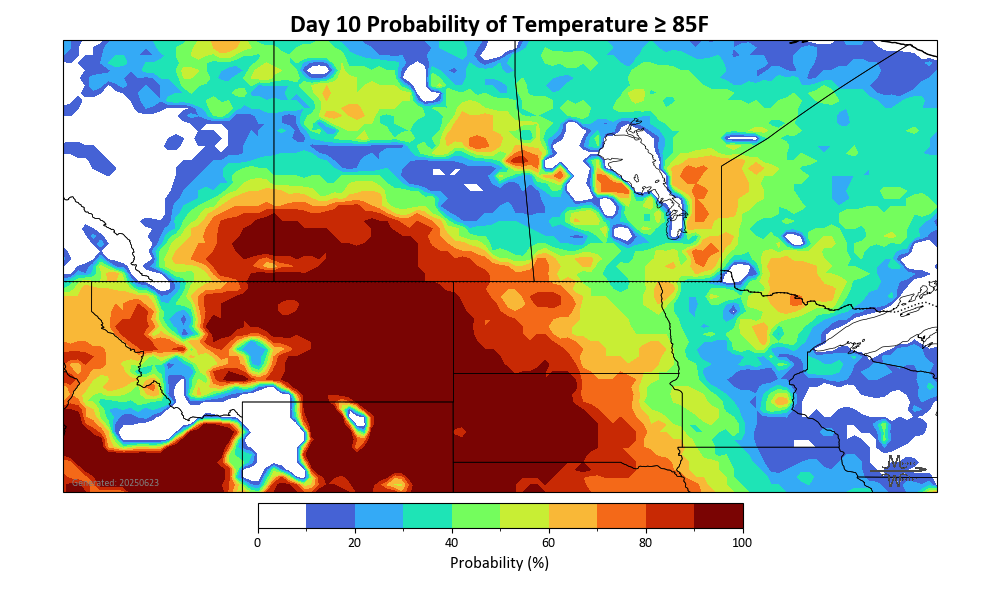 Day 10 Probability of Temperature ≥ 85F
Generated: 20250623
0 20 40 60 80 100
Probability (%)